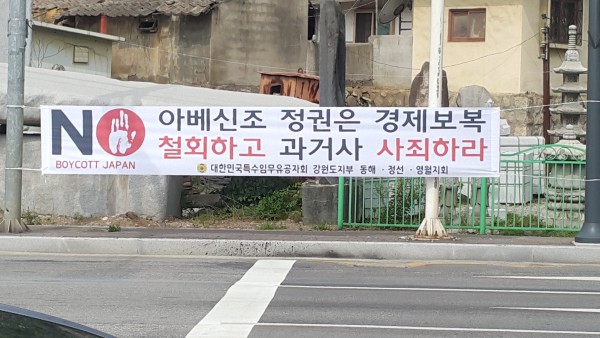 NO
BOYCOTT JAPAN
아베신조 정권은 경제보복
철회하고 과거사 사죄하라
대한민국특수임무유공자회 강원도지부 동해 · 정선 · 영월지회